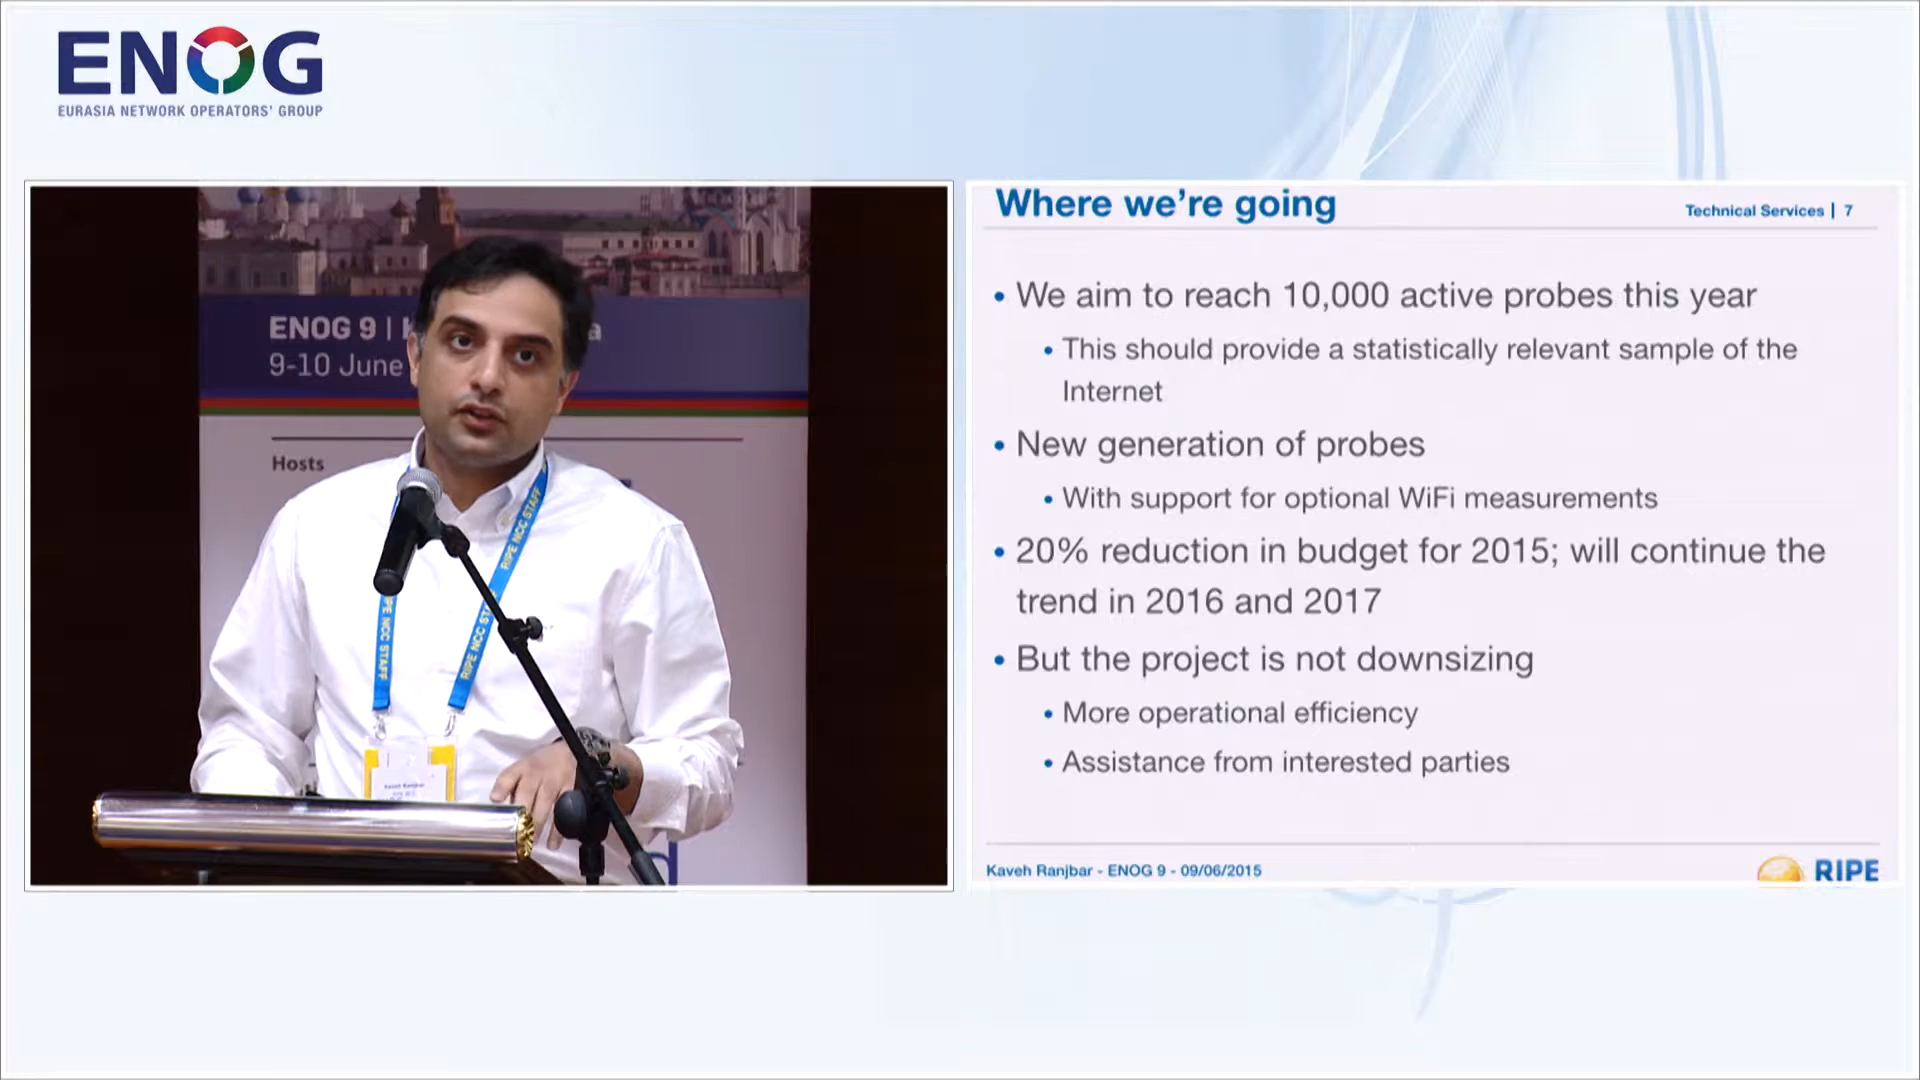 ENOG
EURASIA NETWORK OPERATORS' GROUP
ENOG 9 |
9-10 June
Hosts
RIPE NCC STAFF
RIPE NCC STAFF
Kaveh Ranjbar
Where we're going
Technical Services | 7
• We aim to reach 10,000 active probes this year
• This should provide a statistically relevant sample of the
Internet
• New generation of probes
• With support for optional WiFi measurements
• 20% reduction in budget for 2015; will continue the
trend in 2016 and 2017
• But the project is not downsizing
• More operational efficiency
• Assistance from interested parties
Kaveh Ranjbar - ENOG 9 - 09/06/2015
RIPE